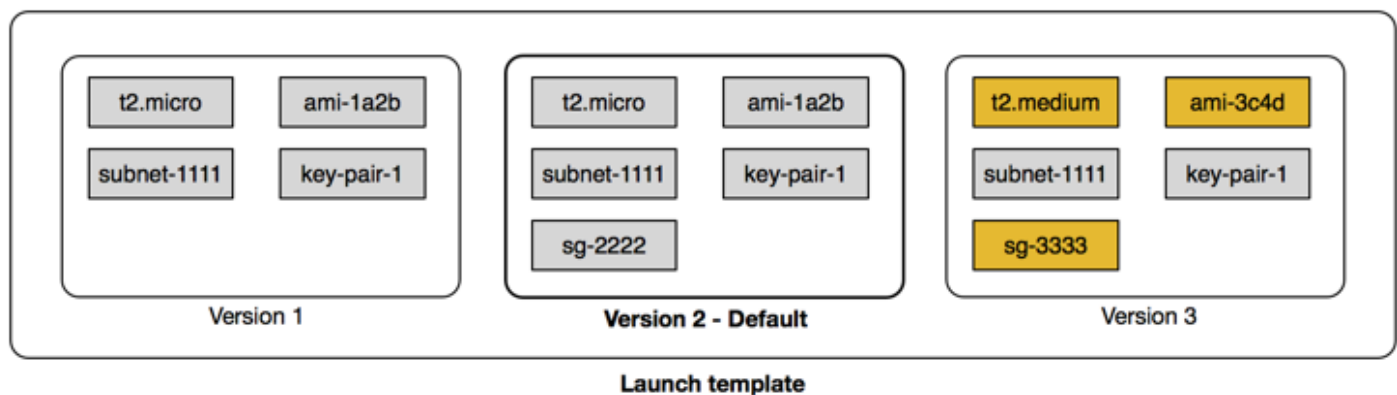 t2.micro
ami-1a2b
subnet-1111
key-pair-1
Version 1
t2.micro
ami-1a2b
subnet-1111
key-pair-1
sg-2222
Version 2 - Default
t2.medium
ami-3c4d
subnet-1111
key-pair-1
sg-3333
Version 3
Launch template